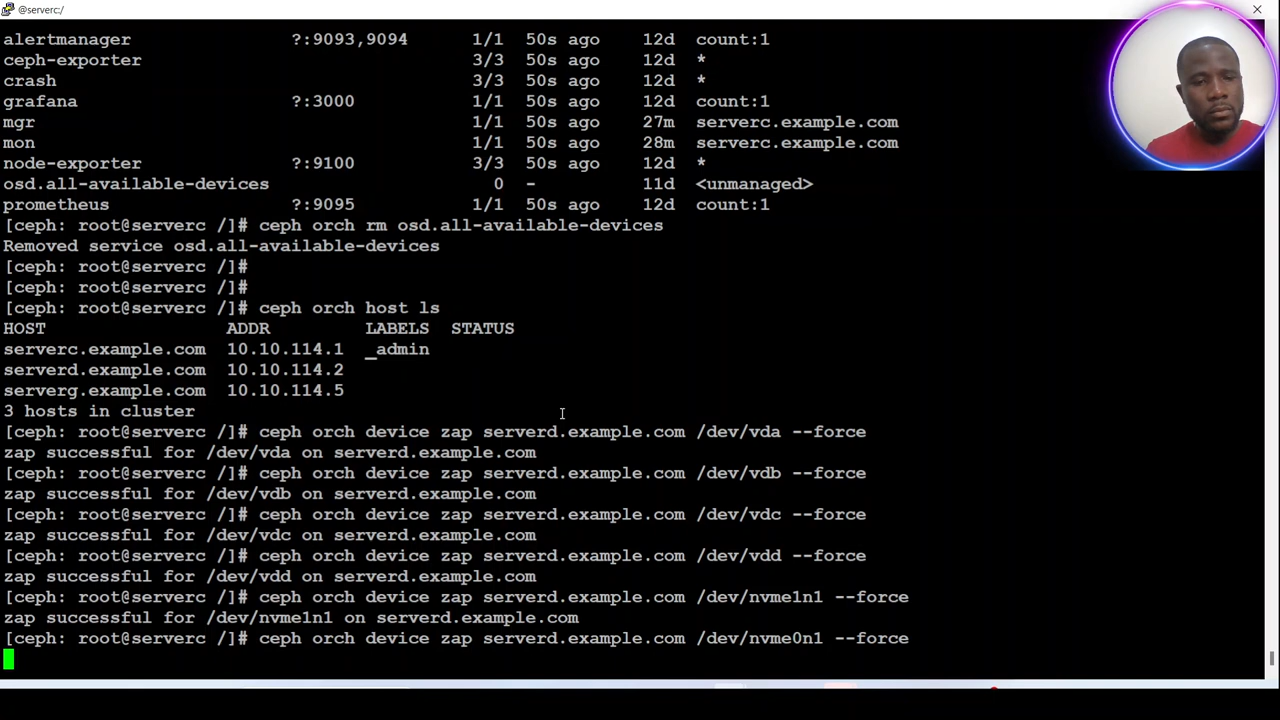 @serverc:/
alertmanager ?:9093,9094 1/1 50s ago 12d count:1
ceph-exporter 3/3 50s ago 12d *
crash 3/3 50s ago 12d *
grafana ?:3000 1/1 50s ago 12d count:1
mgr 1/1 50s ago 27m serverc.example.com
mon 1/1 50s ago 28m serverc.example.com
node-exporter ?:9100 3/3 50s ago 12d *
osd.all-available-devices 0 - 11d <unmanaged>
prometheus ?:9095 1/1 50s ago 12d count:1
[ceph: root@serverc /]# ceph orch rm osd.all-available-devices
Removed service osd.all-available-devices
[ceph: root@serverc /]#
[ceph: root@serverc /]#
[ceph: root@serverc /]# ceph orch host ls
HOST ADDR LABELS STATUS
serverc.example.com 10.10.114.1 _admin
serverd.example.com 10.10.114.2
serverg.example.com 10.10.114.5
3 hosts in cluster
[ceph: root@serverc /]# ceph orch device zap serverd.example.com /dev/vda --force
zap successful for /dev/vda on serverd.example.com
[ceph: root@serverc /]# ceph orch device zap serverd.example.com /dev/vdb --force
zap successful for /dev/vdb on serverd.example.com
[ceph: root@serverc /]# ceph orch device zap serverd.example.com /dev/vdc --force
zap successful for /dev/vdc on serverd.example.com
[ceph: root@serverc /]# ceph orch device zap serverd.example.com /dev/vdd --force
zap successful for /dev/vdd on serverd.example.com
[ceph: root@serverc /]# ceph orch device zap serverd.example.com /dev/nvme1n1 --force
zap successful for /dev/nvme1n1 on serverd.example.com
[ceph: root@serverc /]# ceph orch device zap serverd.example.com /dev/nvme0n1 --force